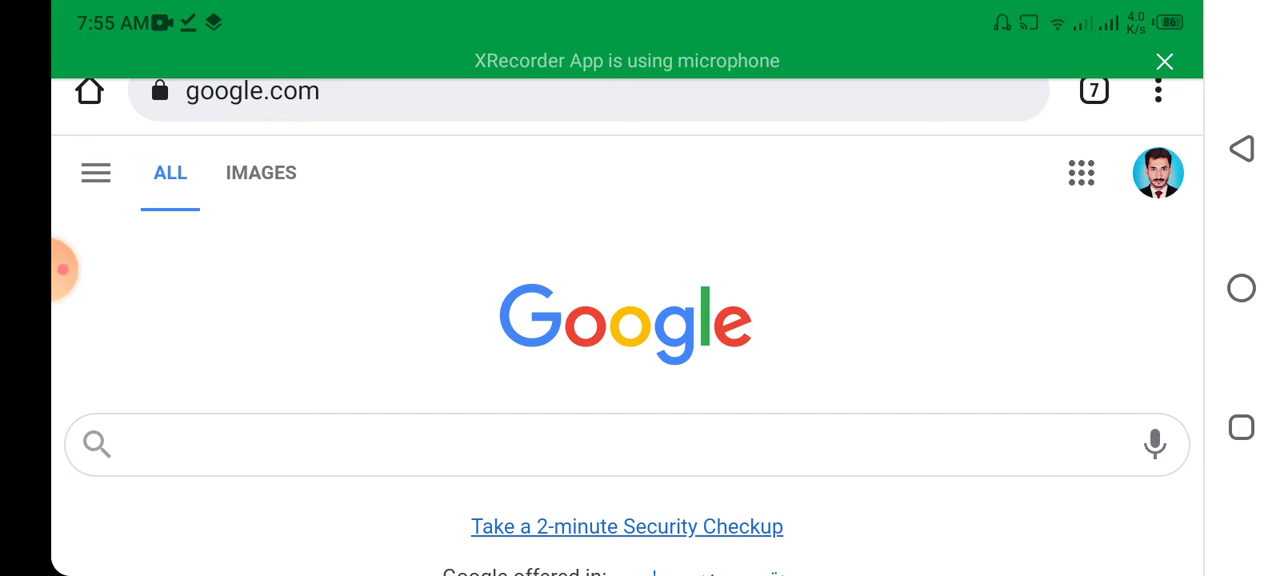 7:55 AM
4.0 K/s
86
XRecorder App is using microphone
google.com
7
ALL
IMAGES
Google
Take a 2-minute Security Checkup
Google offered in: